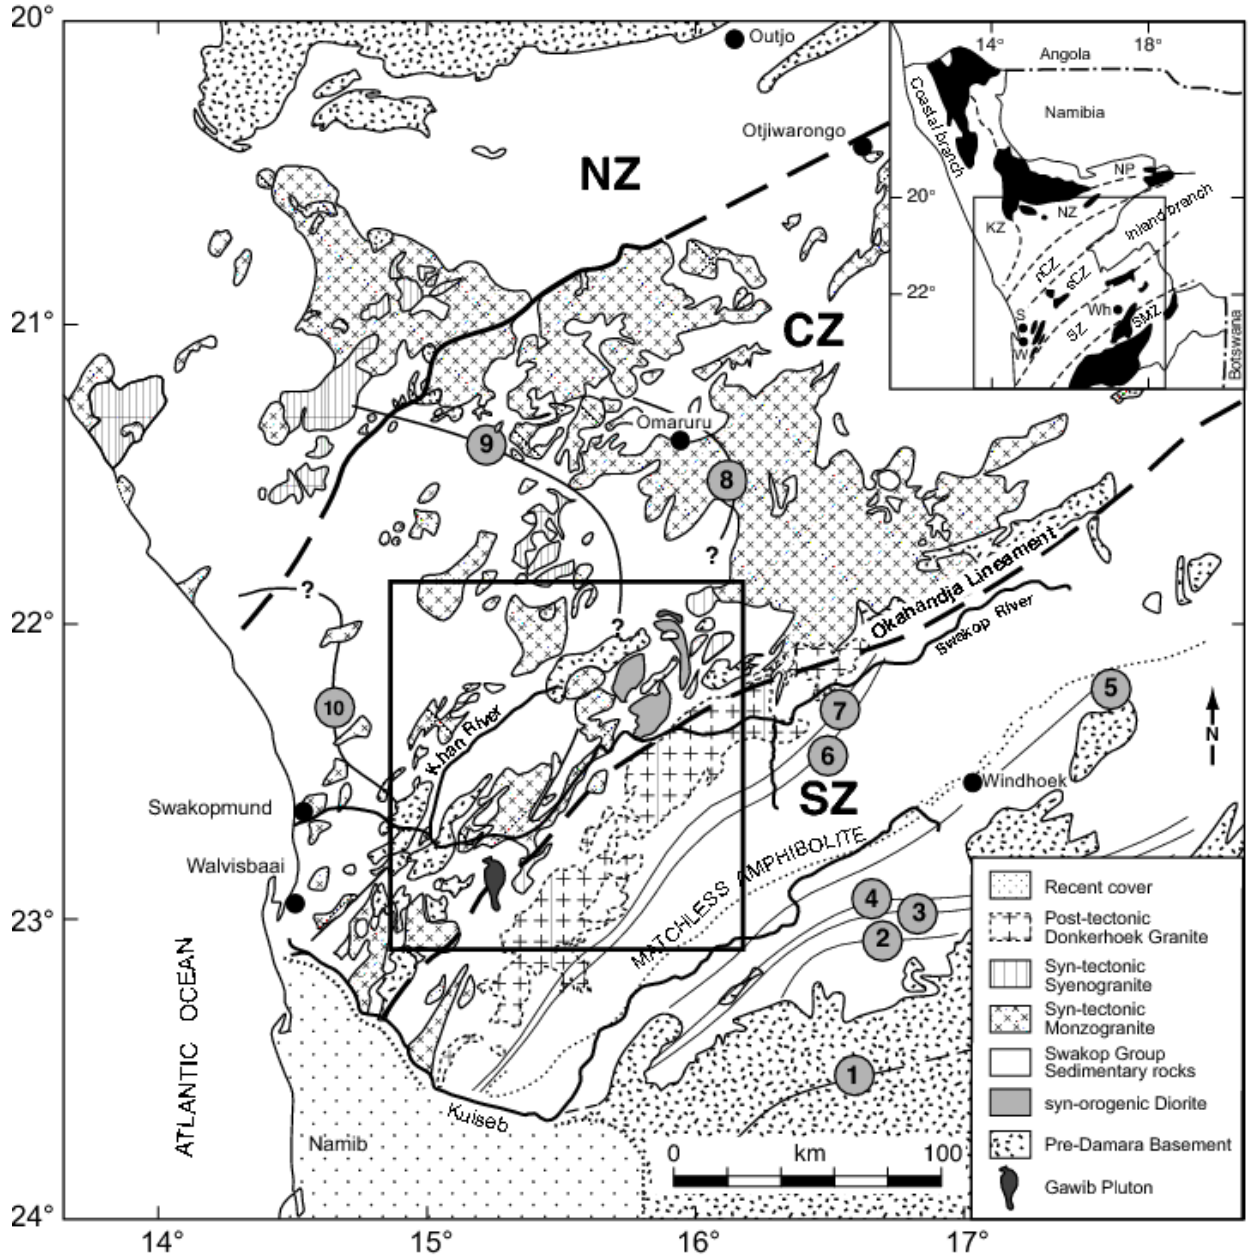 20°
Outjo
Otjiwarongo
NZ
CZ
21°
Omaruru
9
8
?
?
?
Okahandja Lineament
Swakop River
22°
10
Khan River
7
6
5
N
SZ
Windhoek
Swakopmund
Walvisbaai
MATCHLESS AMPHIBOLITE
4
3
2
23°
ATLANTIC OCEAN
1
Kuiseb
Namib
0 km 100
24°
14° 15° 16° 17°
14° 18°
Angola
Namibia
Coastal branch
NP
20°
NZ
KZ
Inland branch
nCZ
sCZ
22°
S
W
Wh
SZ
SMZ
Botswana
Recent cover
Post-tectonic
Donkerhoek Granite
Syn-tectonic
Syenogranite
Syn-tectonic
Monzogranite
Swakop Group
Sedimentary rocks
syn-orogenic Diorite
Pre-Damara Basement
Gawib Pluton